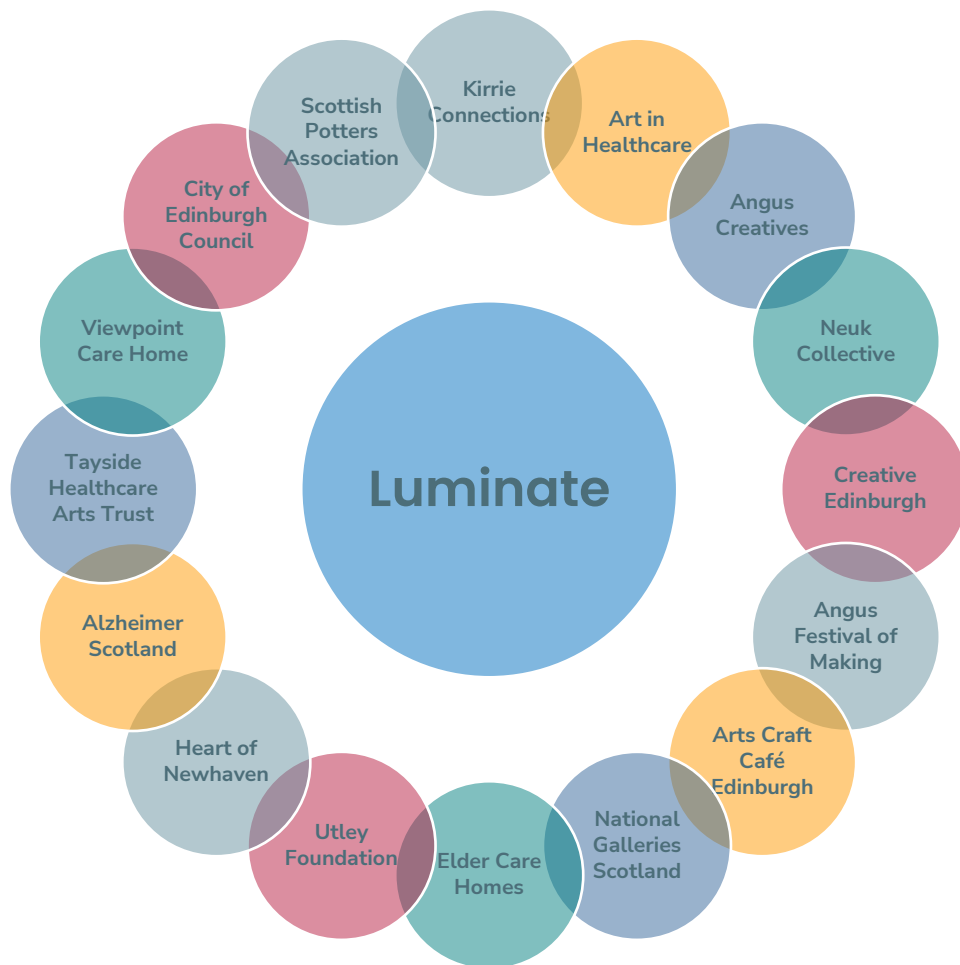 Kirrie
Connections
Art in
Healthcare
Angus
Creatives
Neuk
Collective
Creative
Edinburgh
Angus
Festival of
Making
Arts Craft
Café
Edinburgh
National
Galleries
Scotland
Elder Care
Homes
Utley
Foundation
Heart of
Newhaven
Alzheimer
Scotland
Tayside
Healthcare
Arts Trust
Viewpoint
Care Home
City of
Edinburgh
Council
Scottish
Potters
Association
Luminate